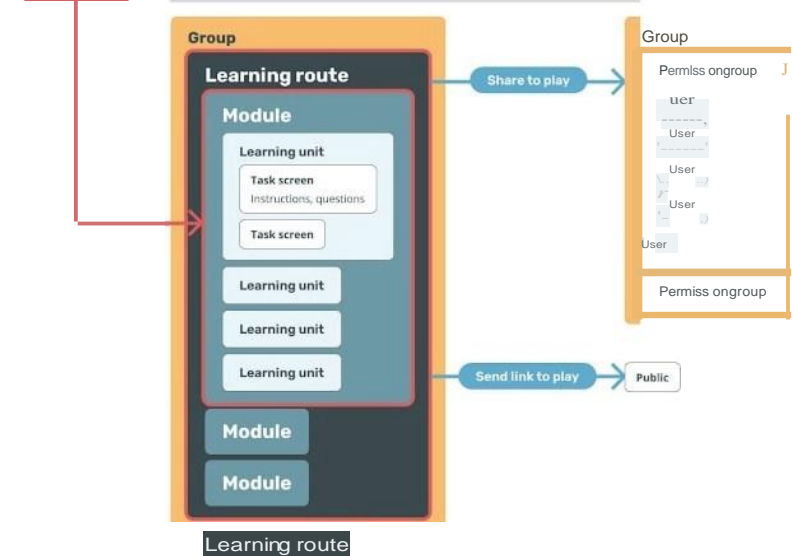 Group
Learning route
Module
Learning unit
Task screen
Instructions, questions
Task screen
Learning unit
Learning unit
Learning unit
Module
Module
Learning route
Share to play
Send link to play
Public
Group
Permlss ongroup
uer
User
User
User
User
Permiss ongroup